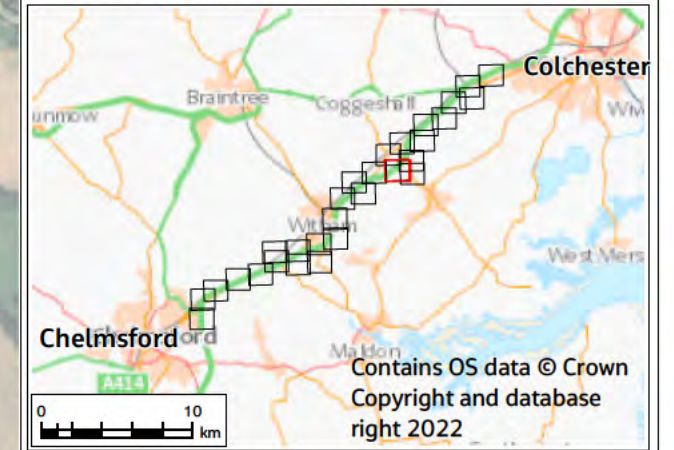 Colchester
Braintree
Coggeshall
unmow
Witham
West Mers
Chelmsford
Maldon
A414
Contains OS data © Crown
Copyright and database
right 2022
0 10
km